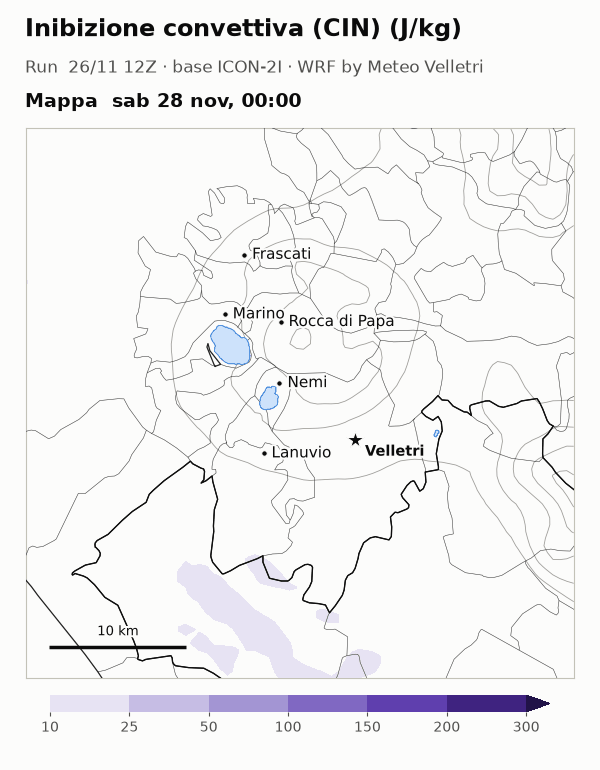 Inibizione convettiva (CIN) (J/kg)
Run  26/11 12Z · base ICON-2I · WRF by Meteo Velletri
Mappa  sab 28 nov, 00:00
Frascati
Marino
Rocca di Papa
Nemi
Velletri
Lanuvio
10 km
10 25 50 100 150 200 300